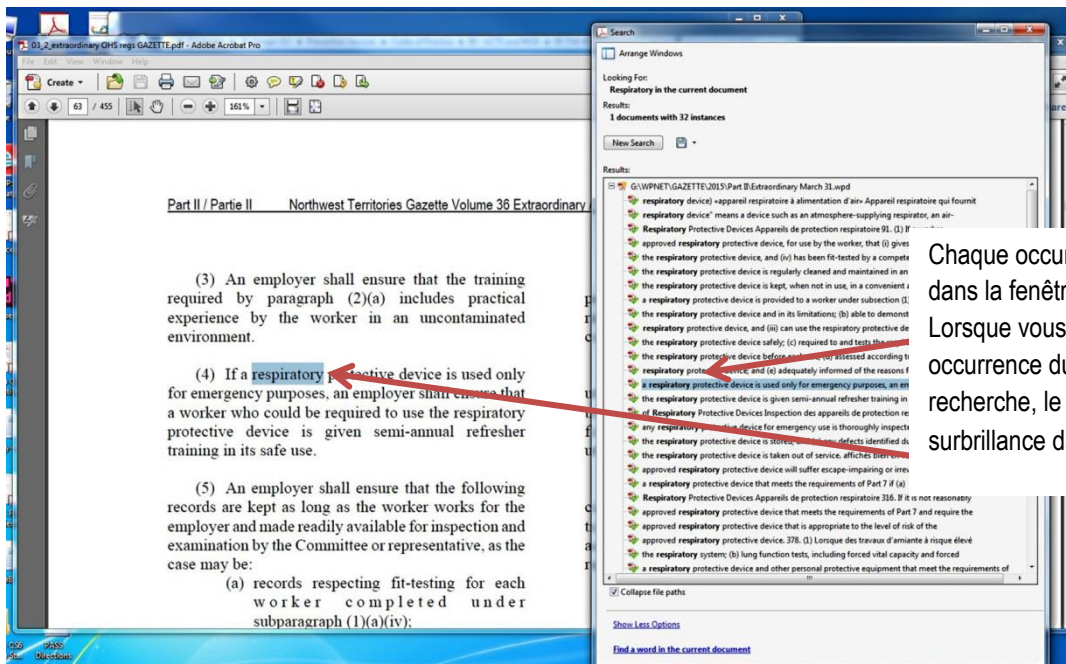 03_2_extraordinary OHS regs GAZETTE.pdf - Adobe Acrobat Pro
File Edit View Window Help
Create
63 / 455 161%
Part II / Partie II Northwest Territories Gazette Volume 36 Extraordinary
(3) An employer shall ensure that the training
required by paragraph (2)(a) includes practical
experience by the worker in an uncontaminated
environment.
(4) If a respiratory protective device is used only
for emergency purposes, an employer shall ensure that
a worker who could be required to use the respiratory
protective device is given semi-annual refresher
training in its safe use.
(5) An employer shall ensure that the following
records are kept as long as the worker works for the
employer and made readily available for inspection and
examination by the Committee or representative, as the
case may be:
(a) records respecting fit-testing for each
worker completed under
subparagraph (1)(a)(iv);
Search
Arrange Windows
Looking For:
Respiratory in the current document
Results:
1 documents with 32 instances
New Search
Results:
G:\WPNET\GAZETTE\2015\Part II\Extraordinary March 31.wpd
respiratory device) «appareil respiratoire à alimentation d'air» Appareil respiratoire qui fournit
respiratory device" means a device such as an atmosphere-supplying respirator, an air-
Respiratory Protective Devices Appareils de protection respiratoire 91. (1) If
approved respiratory protective device, for use by the worker, that (i) gives
the respiratory protective device, and (iv) has been fit-tested by a compete
the respiratory protective device is regularly cleaned and maintained in an
the respiratory protective device is kept, when not in use, in a convenient a
a respiratory protective device is provided to a worker under subsection (1
the respiratory protective device and in its limitations; (b) able to demonst
respiratory protective device, and (iii) can use the respiratory protective de
the respiratory protective device safely; (c) required to and tests the
the respiratory protective device before assessed according t
respiratory protective device; and (e) adequately informed of the reasons f
a respiratory protective device is used only for emergency purposes, an em
the respiratory protective device is given semi-annual refresher training in
of Respiratory Protective Devices Inspection des appareils de protection re
any respiratory protective device for emergency use is thoroughly inspecte
the respiratory protective device is stored, any defects identified du
the respiratory protective device is taken out of service. affichés bien en
approved respiratory protective device will suffer escape-impairing or irrev
a respiratory protective device that meets the requirements of Part 7 if (a)
Respiratory Protective Devices Appareils de protection respiratoire 316. If it is not reasonably
approved respiratory protective device that meets the requirements of Part 7 and require the
approved respiratory protective device that is appropriate to the level of risk of the
approved respiratory protective device. 378. (1) Lorsque des travaux d'amiante à risque élevé
the respiratory system; (b) lung function tests, including forced vital capacity and forced
a respiratory protective device and other personal protective equipment that meet the requirements of
Collapse file paths
Show Less Options
Find a word in the current document
Chaque occur
dans la fenêtr
Lorsque vous
occurrence du
recherche, le
surbrillance d
CS6 PASS
Directions